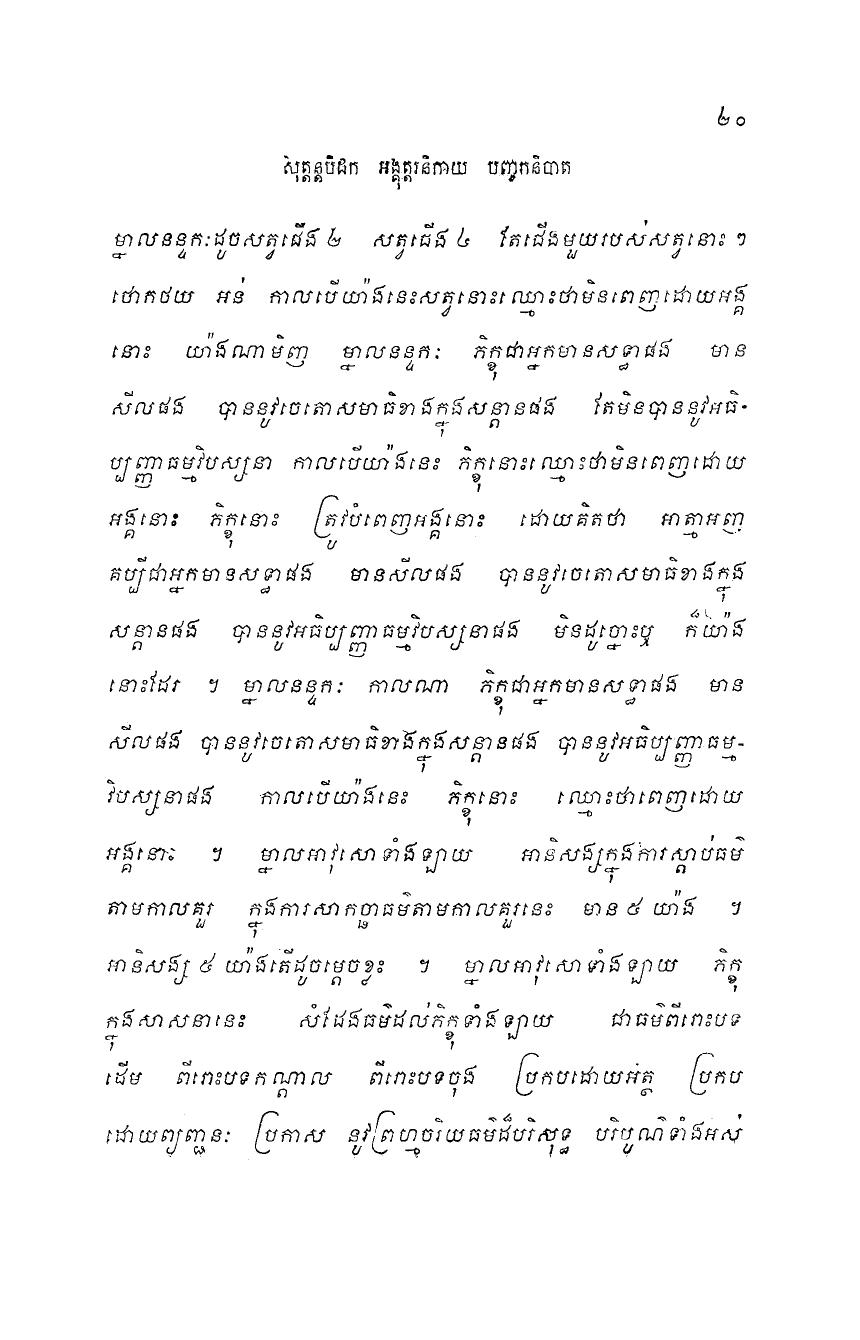 ២០
សុត្តន្តបិដក អង្គុត្តរនិកាយ បញ្ចកនិបាត
ម្នាលនន្ទកៈដូចសត្វជើង ២ សត្វជើង ៤ តែជើងមួយរបស់សត្វនោះ ៗ
ថោកថយ អន់ កាលបើយ៉ាងនេះសត្វនោះឈ្មោះថាមិនពេញដោយអង្គ
នោះ យ៉ាងណាមិញ ម្នាលនន្ទកៈ ភិក្ខុជាអ្នកមានសទ្ធាផង មាន
សីលផង បាននូវចេតោសមាធិខាងក្នុងសន្តានផង តែមិនបាននូវអធិ-
ប្បញ្ញាធម្មវិបស្សនា កាលបើយ៉ាងនេះ ភិក្ខុនោះឈ្មោះថាមិនពេញដោយ
អង្គនោះ ភិក្ខុនោះ ត្រូវបំពេញអង្គនោះ ដោយគិតថា អាត្មាអញ
គប្បីជាអ្នកមានសទ្ធាផង មានសីលផង បាននូវចេតោសមាធិខាងក្នុង
សន្តានផង បាននូវអធិប្បញ្ញាធម្មវិបស្សនាផង មិនដូច្នោះឬ ក៏យ៉ាង
នោះដែរ ។ ម្នាលនន្ទកៈ កាលណា ភិក្ខុជាអ្នកមានសទ្ធាផង មាន
សីលផង បាននូវចេតោសមាធិខាងក្នុងសន្តានផង បាននូវអធិប្បញ្ញាធម្ម-
វិបស្សនាផង កាលបើយ៉ាងនេះ ភិក្ខុនោះ ឈ្មោះថាពេញដោយ
អង្គនោះ ។ ម្នាលអាវុសោទាំងឡាយ អានិសង្សក្នុងការស្តាប់ធម៌
តាមកាលគួរ ក្នុងការសាកច្ឆាធម៌តាមកាលគួរនេះ មាន ៥ យ៉ាង ។
អានិសង្ស ៥ យ៉ាងតើដូចម្តេចខ្លះ ។ ម្នាលអាវុសោទាំងឡាយ ភិក្ខុ
ក្នុងសាសនានេះ សំដែងធម៌ដល់ភិក្ខុទាំងឡាយ ជាធម៌ពីរោះបទ
ដើម ពីរោះបទកណ្តាល ពីរោះបទចុង ប្រកបដោយអត្ថ ប្រកប
ដោយព្យញ្ជនៈ ប្រកាស នូវព្រហ្មចរិយធម៌ដ៏បរិសុទ្ធ បរិបូណ៌ទាំងអស់